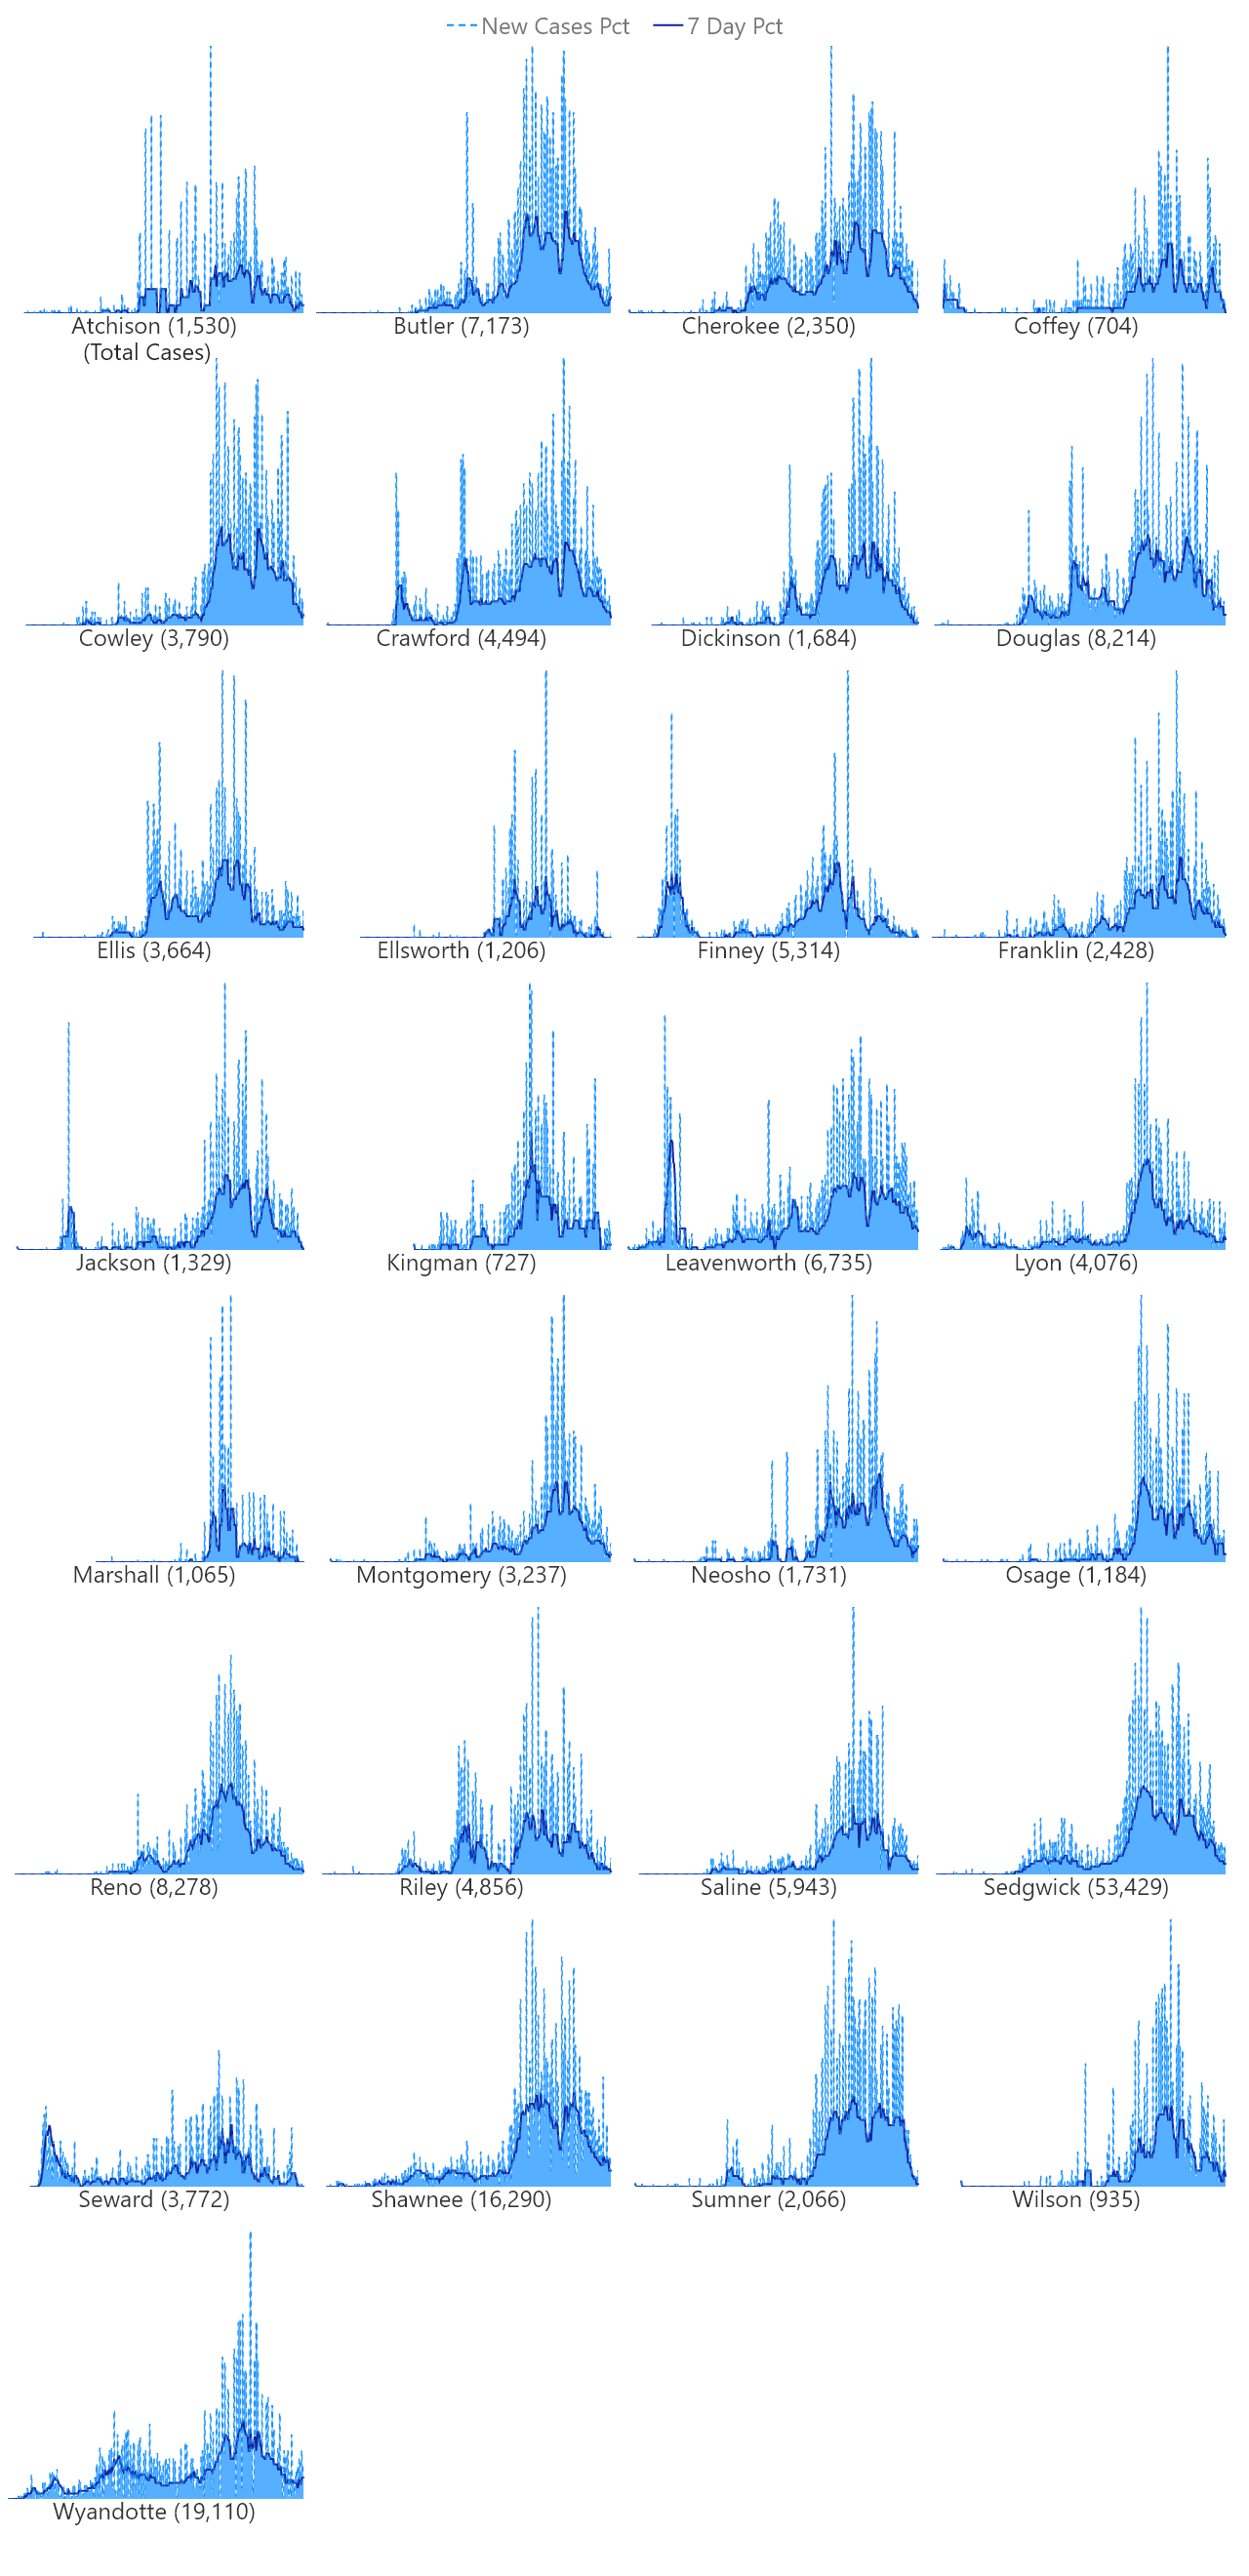 New Cases Pct 7 Day Pct
Atchison (1,530) Butler (7,173) Cherokee (2,350) Coffey (704)
(Total Cases)
Cowley (3,790) Crawford (4,494) Dickinson (1,684) Douglas (8,214)
Ellis (3,664) Ellsworth (1,206) Finney (5,314) Franklin (2,428)
Jackson (1,329) Kingman (727) Leavenworth (6,735) Lyon (4,076)
Marshall (1,065) Montgomery (3,237) Neosho (1,731) Osage (1,184)
Reno (8,278) Riley (4,856) Saline (5,943) Sedgwick (53,429)
Seward (3,772) Shawnee (16,290) Sumner (2,066) Wilson (935)
Wyandotte (19,110)